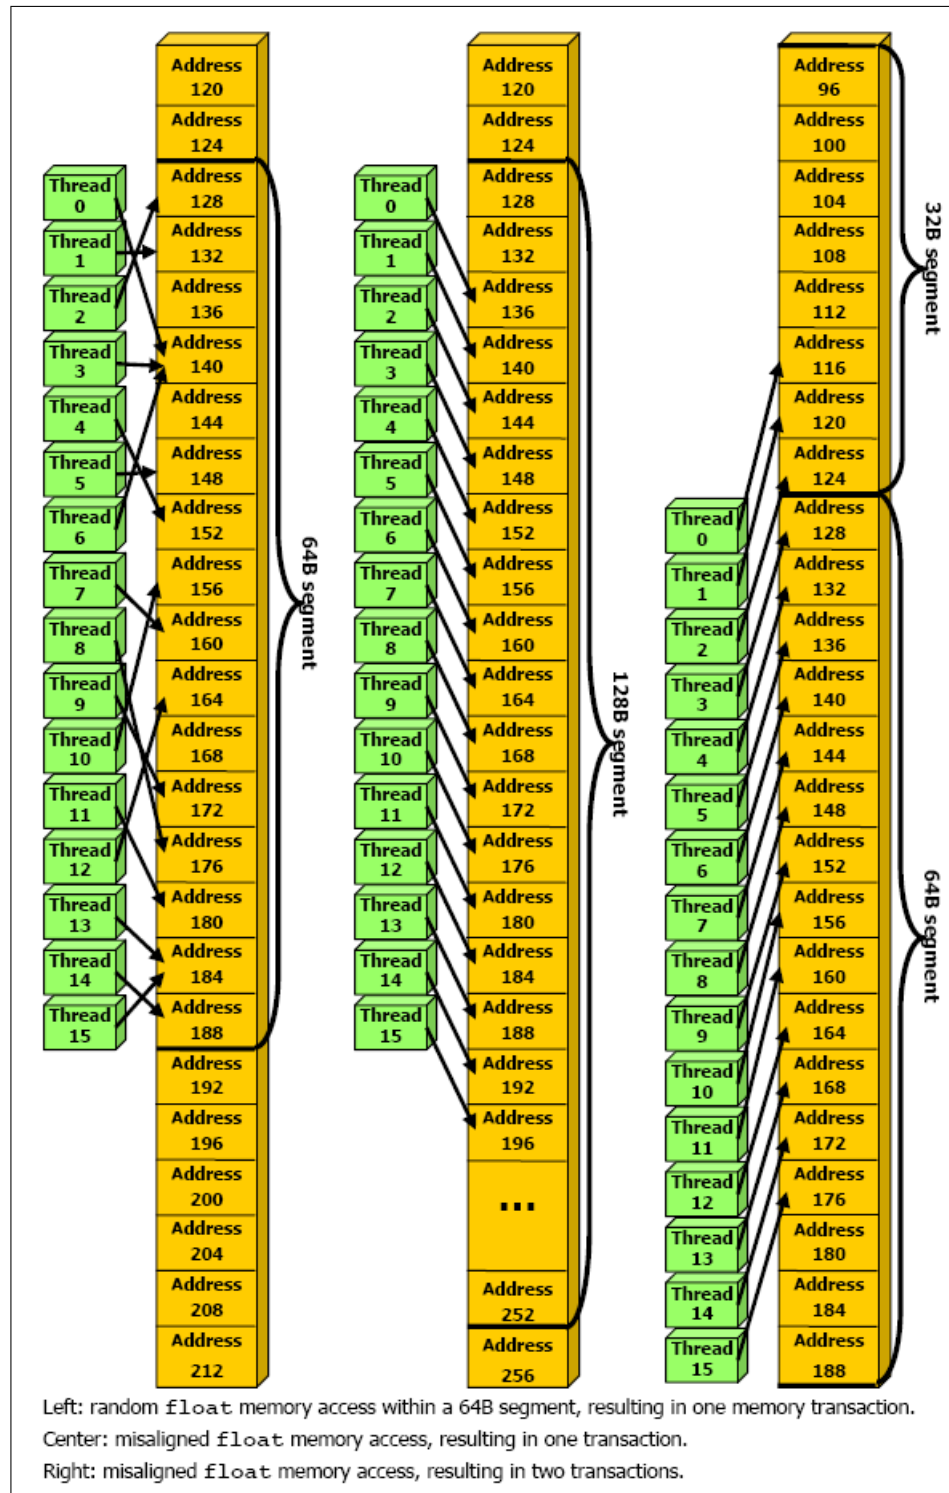 Address
120
Address
124
Address
128
Address
132
Address
136
Address
140
Address
144
Address
148
Address
152
Address
156
Address
160
Address
164
Address
168
Address
172
Address
176
Address
180
Address
184
Address
188
Address
192
Address
196
Address
200
Address
204
Address
208
Address
212
Thread
0
Thread
1
Thread
2
Thread
3
Thread
4
Thread
5
Thread
6
Thread
7
Thread
8
Thread
9
Thread
10
Thread
11
Thread
12
Thread
13
Thread
14
Thread
15
64B segment
Address
120
Address
124
Address
128
Address
132
Address
136
Address
140
Address
144
Address
148
Address
152
Address
156
Address
160
Address
164
Address
168
Address
172
Address
176
Address
180
Address
184
Address
188
Address
192
Address
196
...
Address
252
Address
256
Thread
0
Thread
1
Thread
2
Thread
3
Thread
4
Thread
5
Thread
6
Thread
7
Thread
8
Thread
9
Thread
10
Thread
11
Thread
12
Thread
13
Thread
14
Thread
15
128B segment
Address
96
Address
100
Address
104
Address
108
Address
112
Address
116
Address
120
Address
124
Address
128
Address
132
Address
136
Address
140
Address
144
Address
148
Address
152
Address
156
Address
160
Address
164
Address
168
Address
172
Address
176
Address
180
Address
184
Address
188
Thread
0
Thread
1
Thread
2
Thread
3
Thread
4
Thread
5
Thread
6
Thread
7
Thread
8
Thread
9
Thread
10
Thread
11
Thread
12
Thread
13
Thread
14
Thread
15
32B segment
64B segment
Left: random float memory access within a 64B segment, resulting in one memory transaction.
Center: misaligned float memory access, resulting in one transaction.
Right: misaligned float memory access, resulting in two transactions.